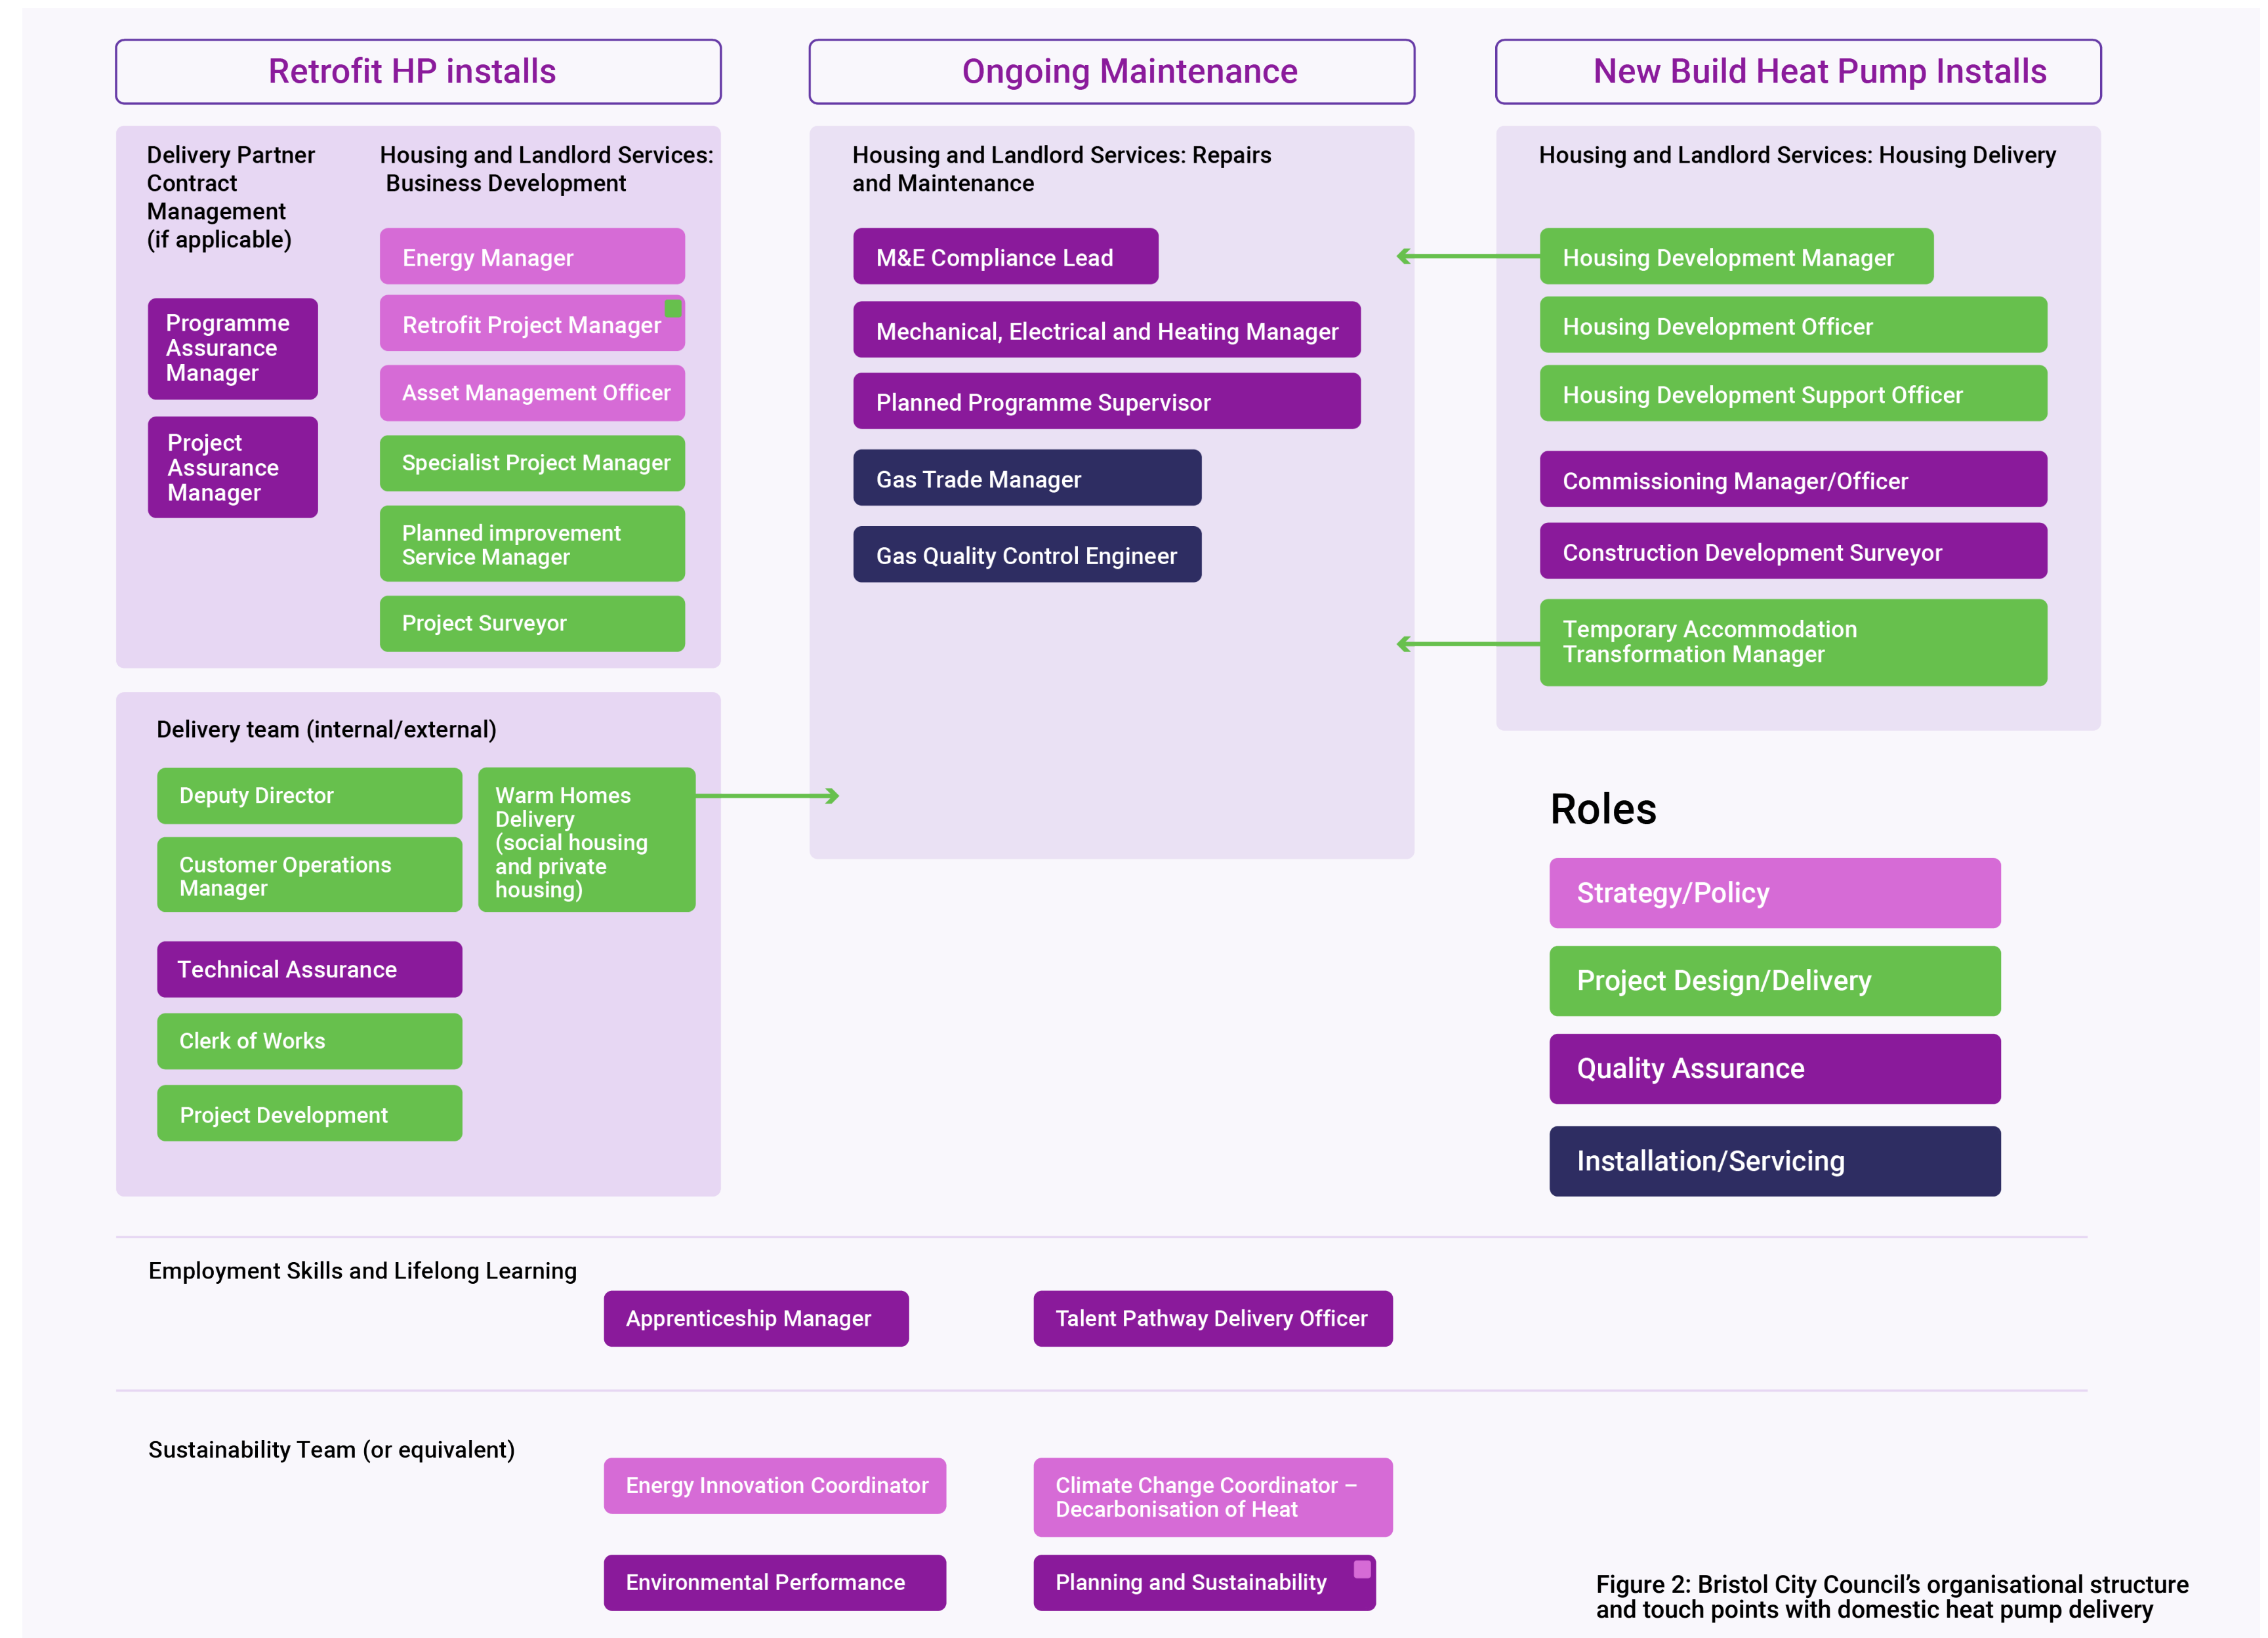 Retrofit HP installs
Delivery Partner
Contract
Management
(if applicable)
Programme
Assurance
Manager
Project
Assurance
Manager
Housing and Landlord Services:
Business Development
Energy Manager
Retrofit Project Manager
Asset Management Officer
Specialist Project Manager
Planned improvement
Service Manager
Project Surveyor
Delivery team (internal/external)
Deputy Director
Customer Operations
Manager
Technical Assurance
Clerk of Works
Project Development
Warm Homes
Delivery
(social housing
and private
housing)
Ongoing Maintenance
Housing and Landlord Services: Repairs
and Maintenance
M&E Compliance Lead
Mechanical, Electrical and Heating Manager
Planned Programme Supervisor
Gas Trade Manager
Gas Quality Control Engineer
New Build Heat Pump Installs
Housing and Landlord Services: Housing Delivery
Housing Development Manager
Housing Development Officer
Housing Development Support Officer
Commissioning Manager/Officer
Construction Development Surveyor
Temporary Accommodation
Transformation Manager
Roles
Strategy/Policy
Project Design/Delivery
Quality Assurance
Installation/Servicing
Employment Skills and Lifelong Learning
Apprenticeship Manager
Talent Pathway Delivery Officer
Sustainability Team (or equivalent)
Energy Innovation Coordinator
Climate Change Coordinator –
Decarbonisation of Heat
Environmental Performance
Planning and Sustainability
Figure 2: Bristol City Council’s organisational structure
and touch points with domestic heat pump delivery